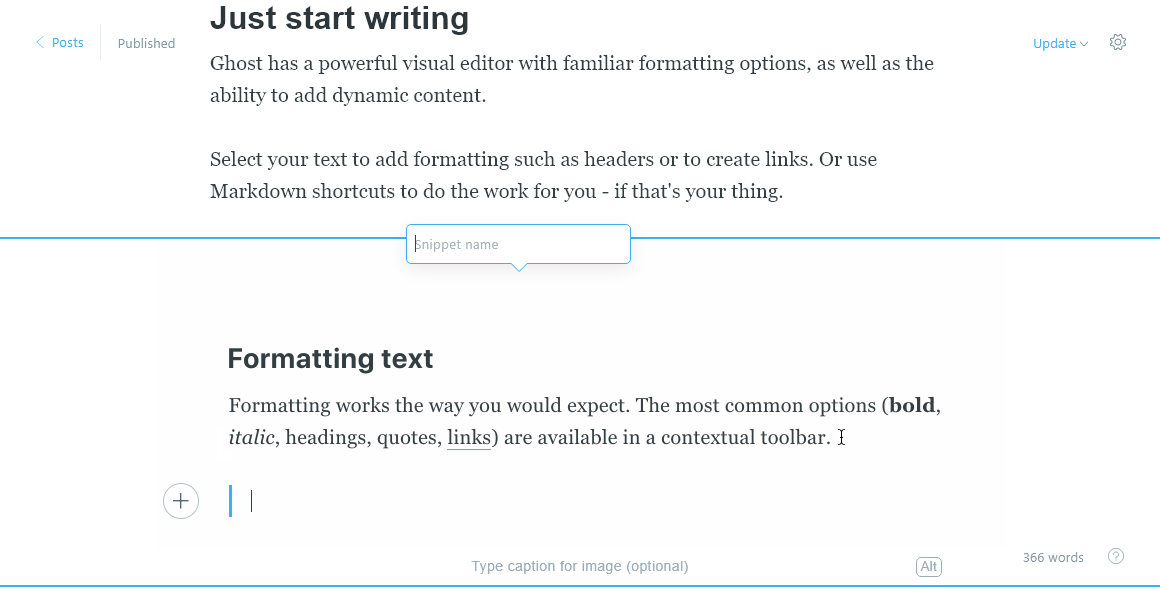 Just start writing
Posts
Published
Update
Ghost has a powerful visual editor with familiar formatting options, as well as the
ability to add dynamic content.
Select your text to add formatting such as headers or to create links. Or use
Markdown shortcuts to do the work for you - if that's your thing.
Snippet name
Formatting text
Formatting works the way you would expect. The most common options (bold,
italic, headings, quotes, links) are available in a contextual toolbar.
366 words
?
Type caption for image (optional)
Alt